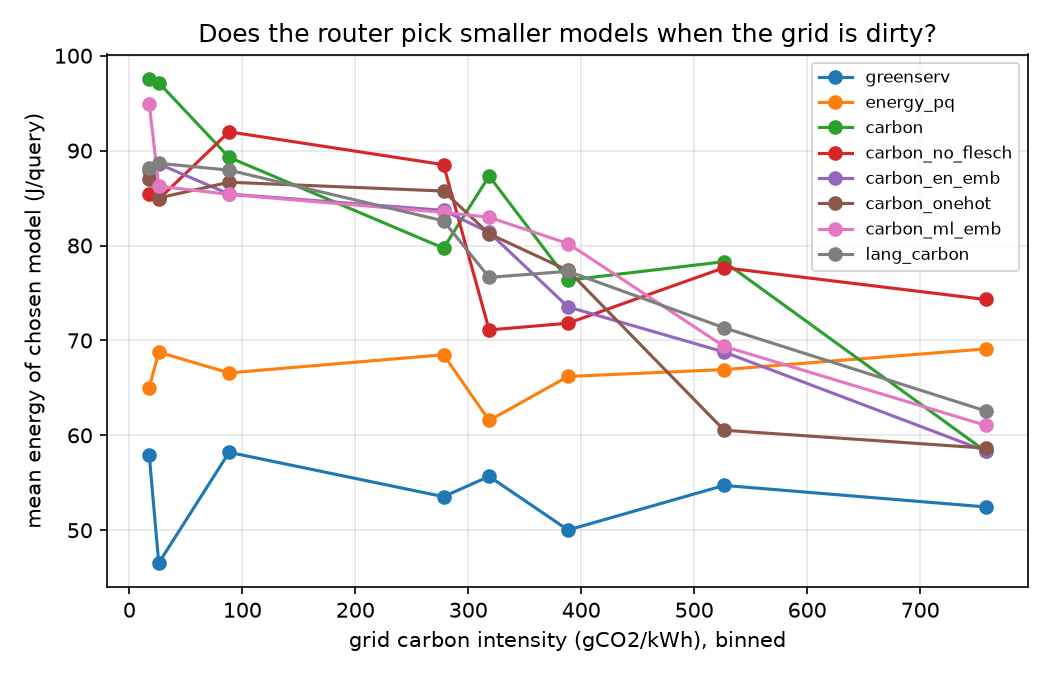 Does the router pick smaller models when the grid is dirty?
mean energy of chosen model (J/query)
100
90
80
70
60
50
greenserv
energy_pq
carbon
carbon_no_flesch
carbon_en_emb
carbon_onehot
carbon_ml_emb
lang_carbon
0 100 200 300 400 500 600 700
grid carbon intensity (gCO2/kWh), binned